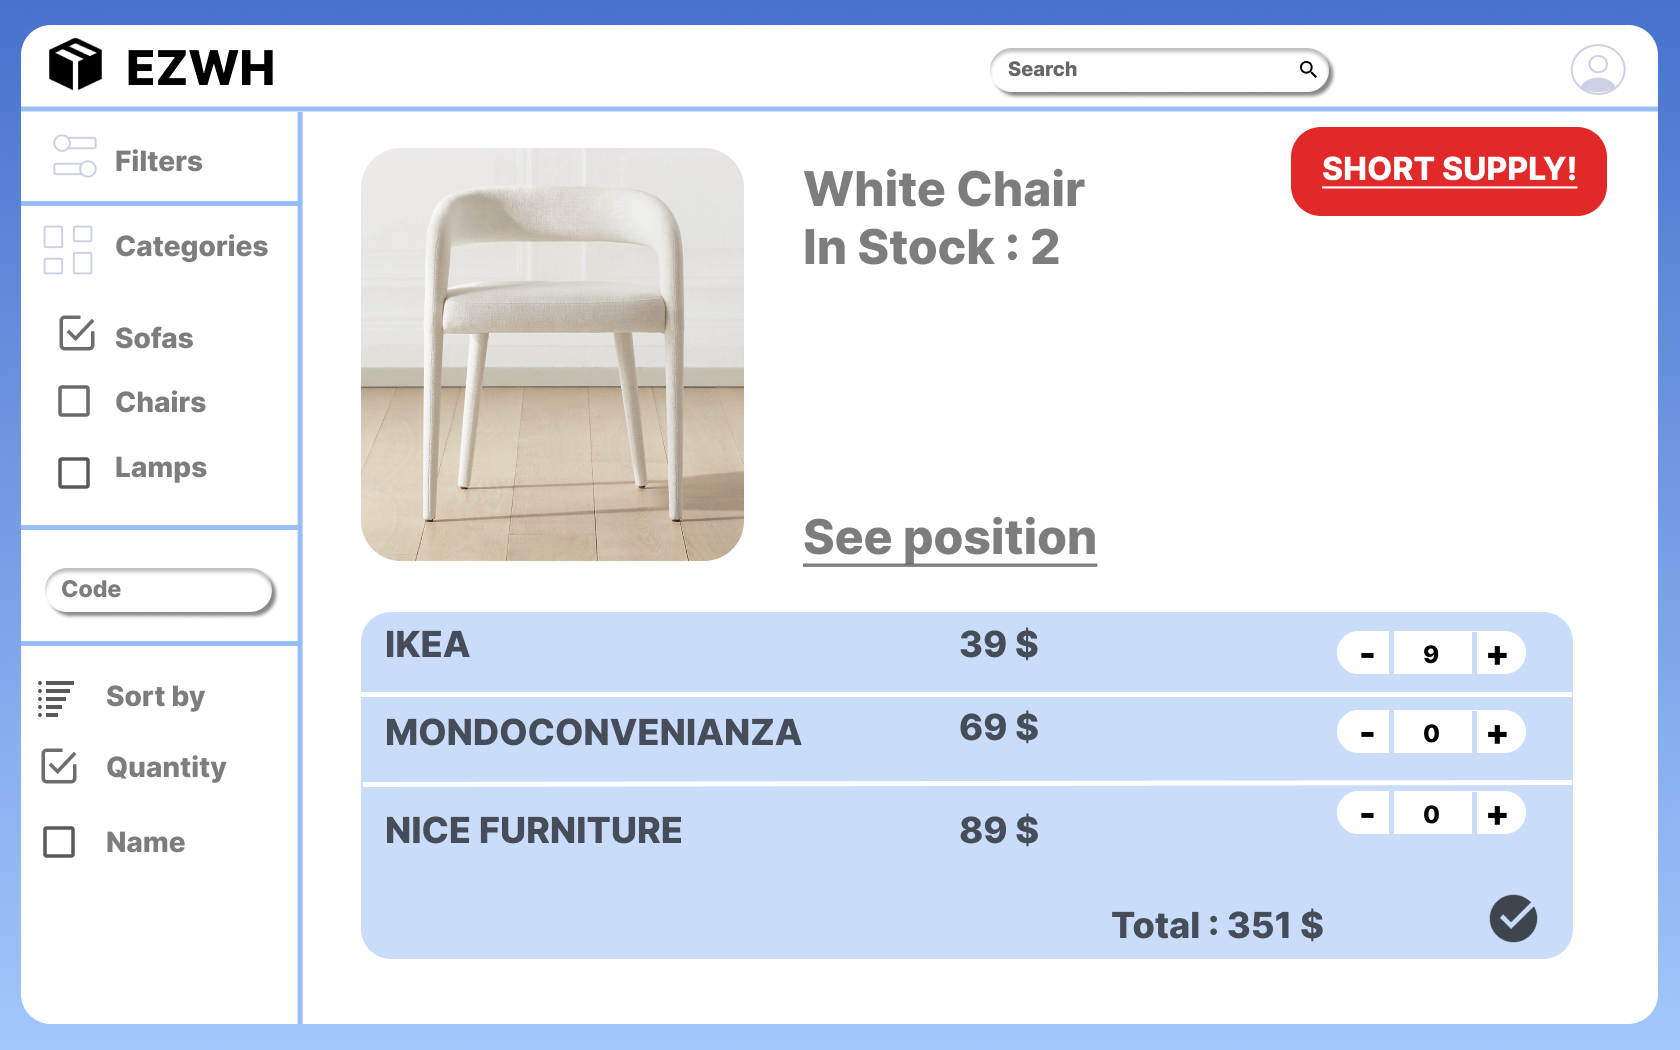 EZWH
Search
Filters
Categories
Sofas
Chairs
Lamps
Code
Sort by
Quantity
Name
White Chair
In Stock : 2
SHORT SUPPLY!
See position
IKEA 39 $ - 9 +
MONDOCONVENIANZA 69 $ - 0 +
NICE FURNITURE 89 $ - 0 +
Total : 351 $